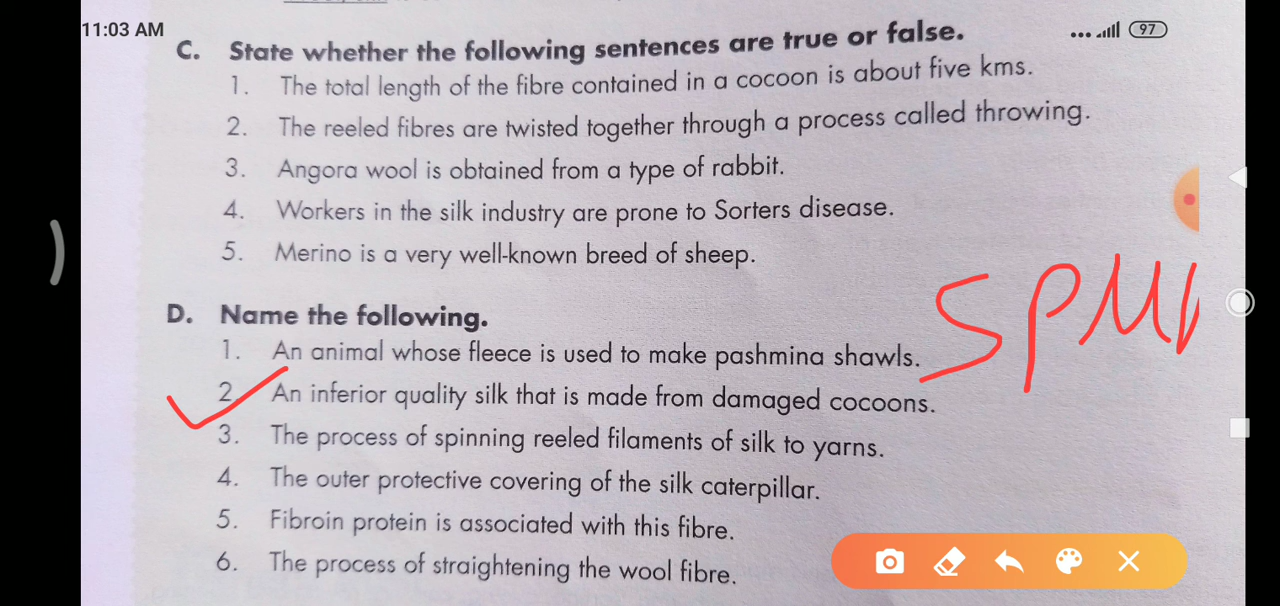 11:03 AM
97
C. State whether the following sentences are true or false.
1. The total length of the fibre contained in a cocoon is about five kms.
2. The reeled fibres are twisted together through a process called throwing.
3. Angora wool is obtained from a type of rabbit.
4. Workers in the silk industry are prone to Sorters disease.
5. Merino is a very well-known breed of sheep.
D. Name the following.
1. An animal whose fleece is used to make pashmina shawls.
2. An inferior quality silk that is made from damaged cocoons.
3. The process of spinning reeled filaments of silk to yarns.
4. The outer protective covering of the silk caterpillar.
5. Fibroin protein is associated with this fibre.
6. The process of straightening the wool fibre.